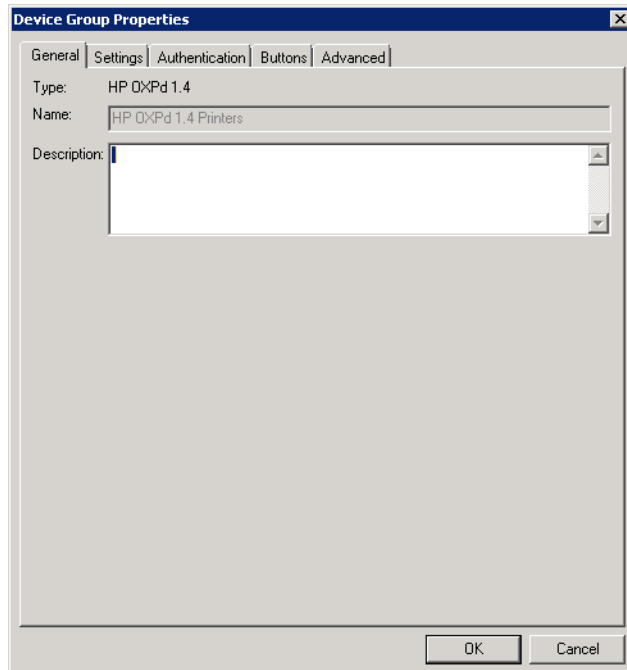 Device Group Properties
General Settings Authentication Buttons Advanced
Type: HP OXPd 1.4
Name: HP OXPd 1.4 Printers
Description:
OK Cancel